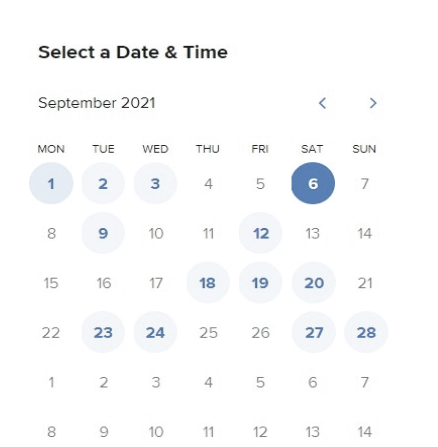 Select a Date & Time
September 2021
MON TUE WED THU FRI SAT SUN
1 2 3 4 5 6 7
8 9 10 11 12 13 14
15 16 17 18 19 20 21
22 23 24 25 26 27 28
1 2 3 4 5 6 7
8 9 10 11 12 13 14